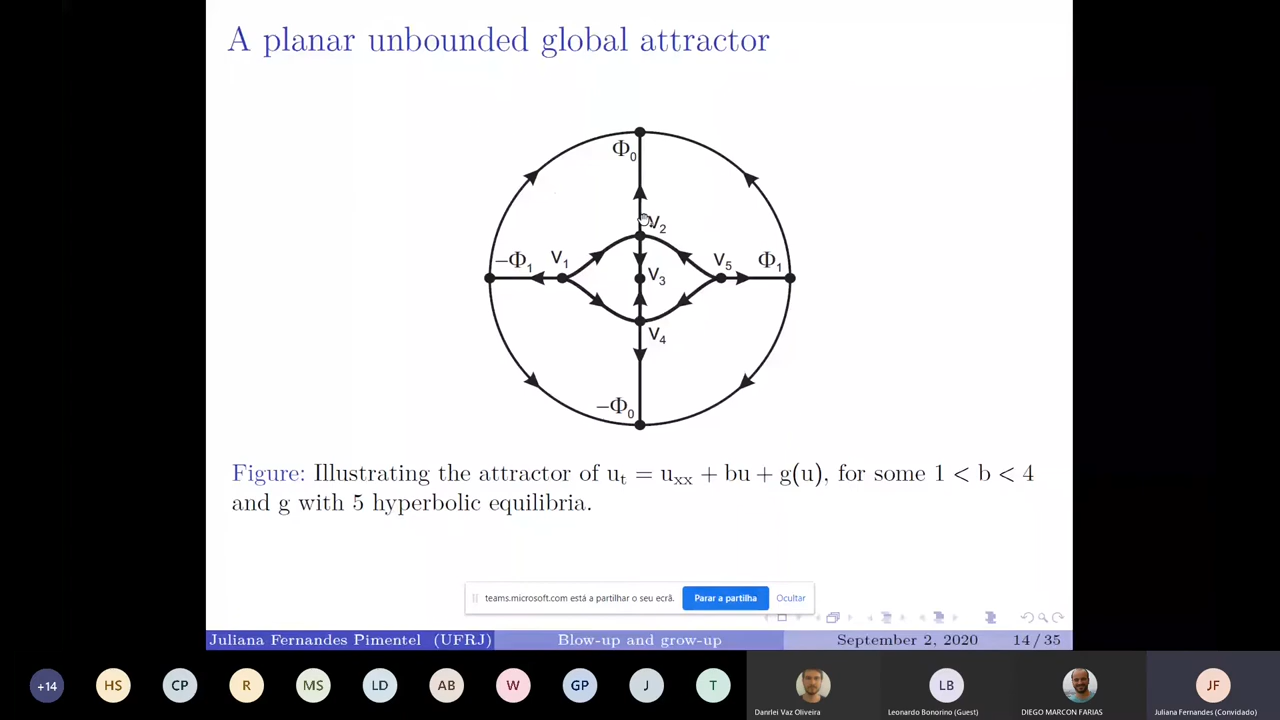 A planar unbounded global attractor
Φ0
V2
−Φ1 V1 V3 V5 Φ1
V4
−Φ0
Figure: Illustrating the attractor of ut = uxx + bu + g(u), for some 1 < b < 4
and g with 5 hyperbolic equilibria.
teams.microsoft.com está a partilhar o seu ecrã. Parar a partilha Ocultar
Juliana Fernandes Pimentel (UFRJ) Blow-up and grow-up September 2, 2020 14 / 35
+14 HS CP R MS LD AB W GP J T LB JF
Danrlei Vaz Oliveira Leonardo Bonorino (Guest) DIEGO MARCON FARIAS Juliana Fernandes (Convidado)